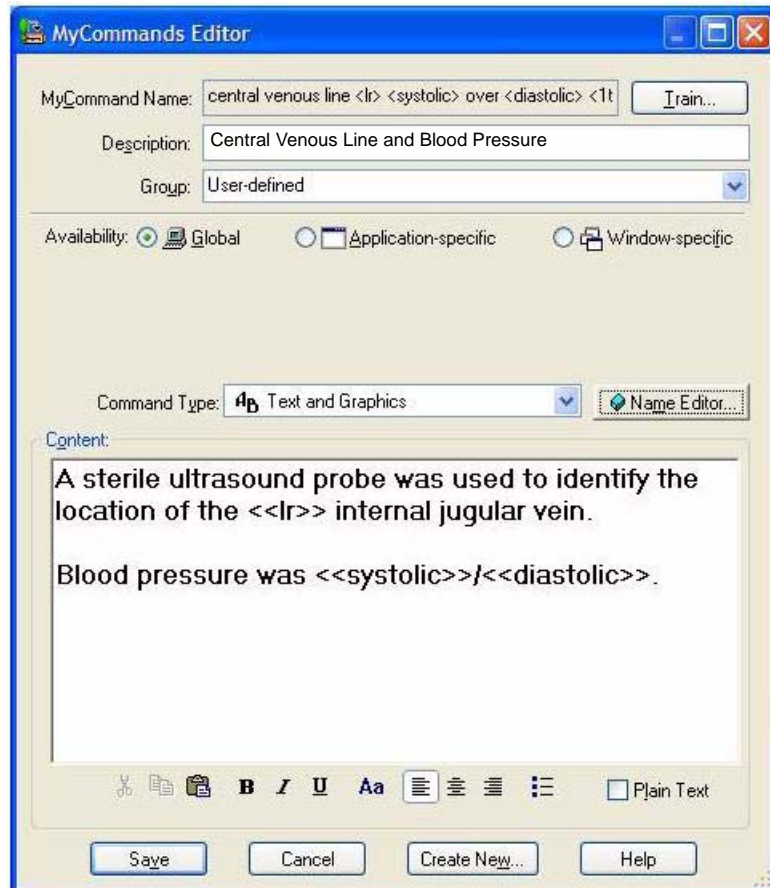 MyCommands Editor
MyCommand Name: central venous line <lr> <systolic> over <diastolic> <1t Train...
Description: Central Venous Line and Blood Pressure
Group: User-defined
Availability: Global Application-specific Window-specific
Command Type: AB Text and Graphics Name Editor...
Content:
A sterile ultrasound probe was used to identify the
location of the <<lr>> internal jugular vein.
Blood pressure was <<systolic>>/<<diastolic>>.
B I U Aa Plain Text
Save Cancel Create New... Help